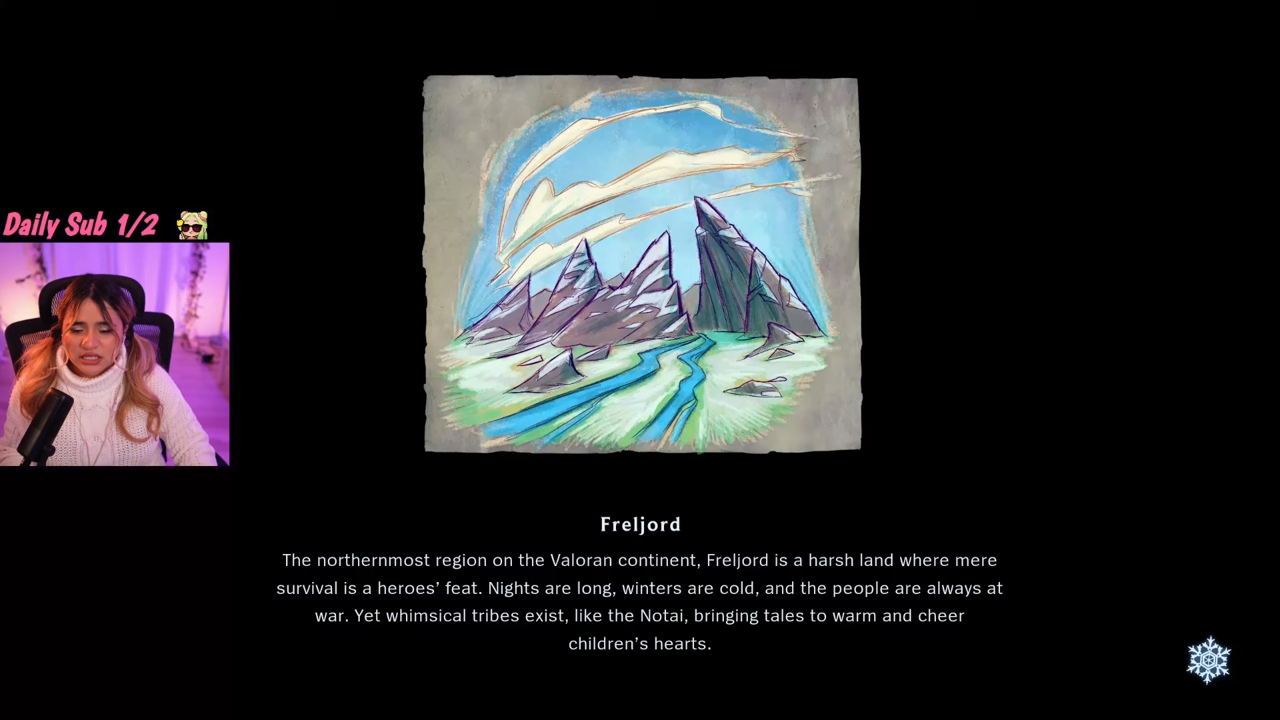 Daily Sub 1/2
Freljord
The northernmost region on the Valoran continent, Freljord is a harsh land where mere
survival is a heroes’ feat. Nights are long, winters are cold, and the people are always at
war. Yet whimsical tribes exist, like the Notai, bringing tales to warm and cheer
children’s hearts.